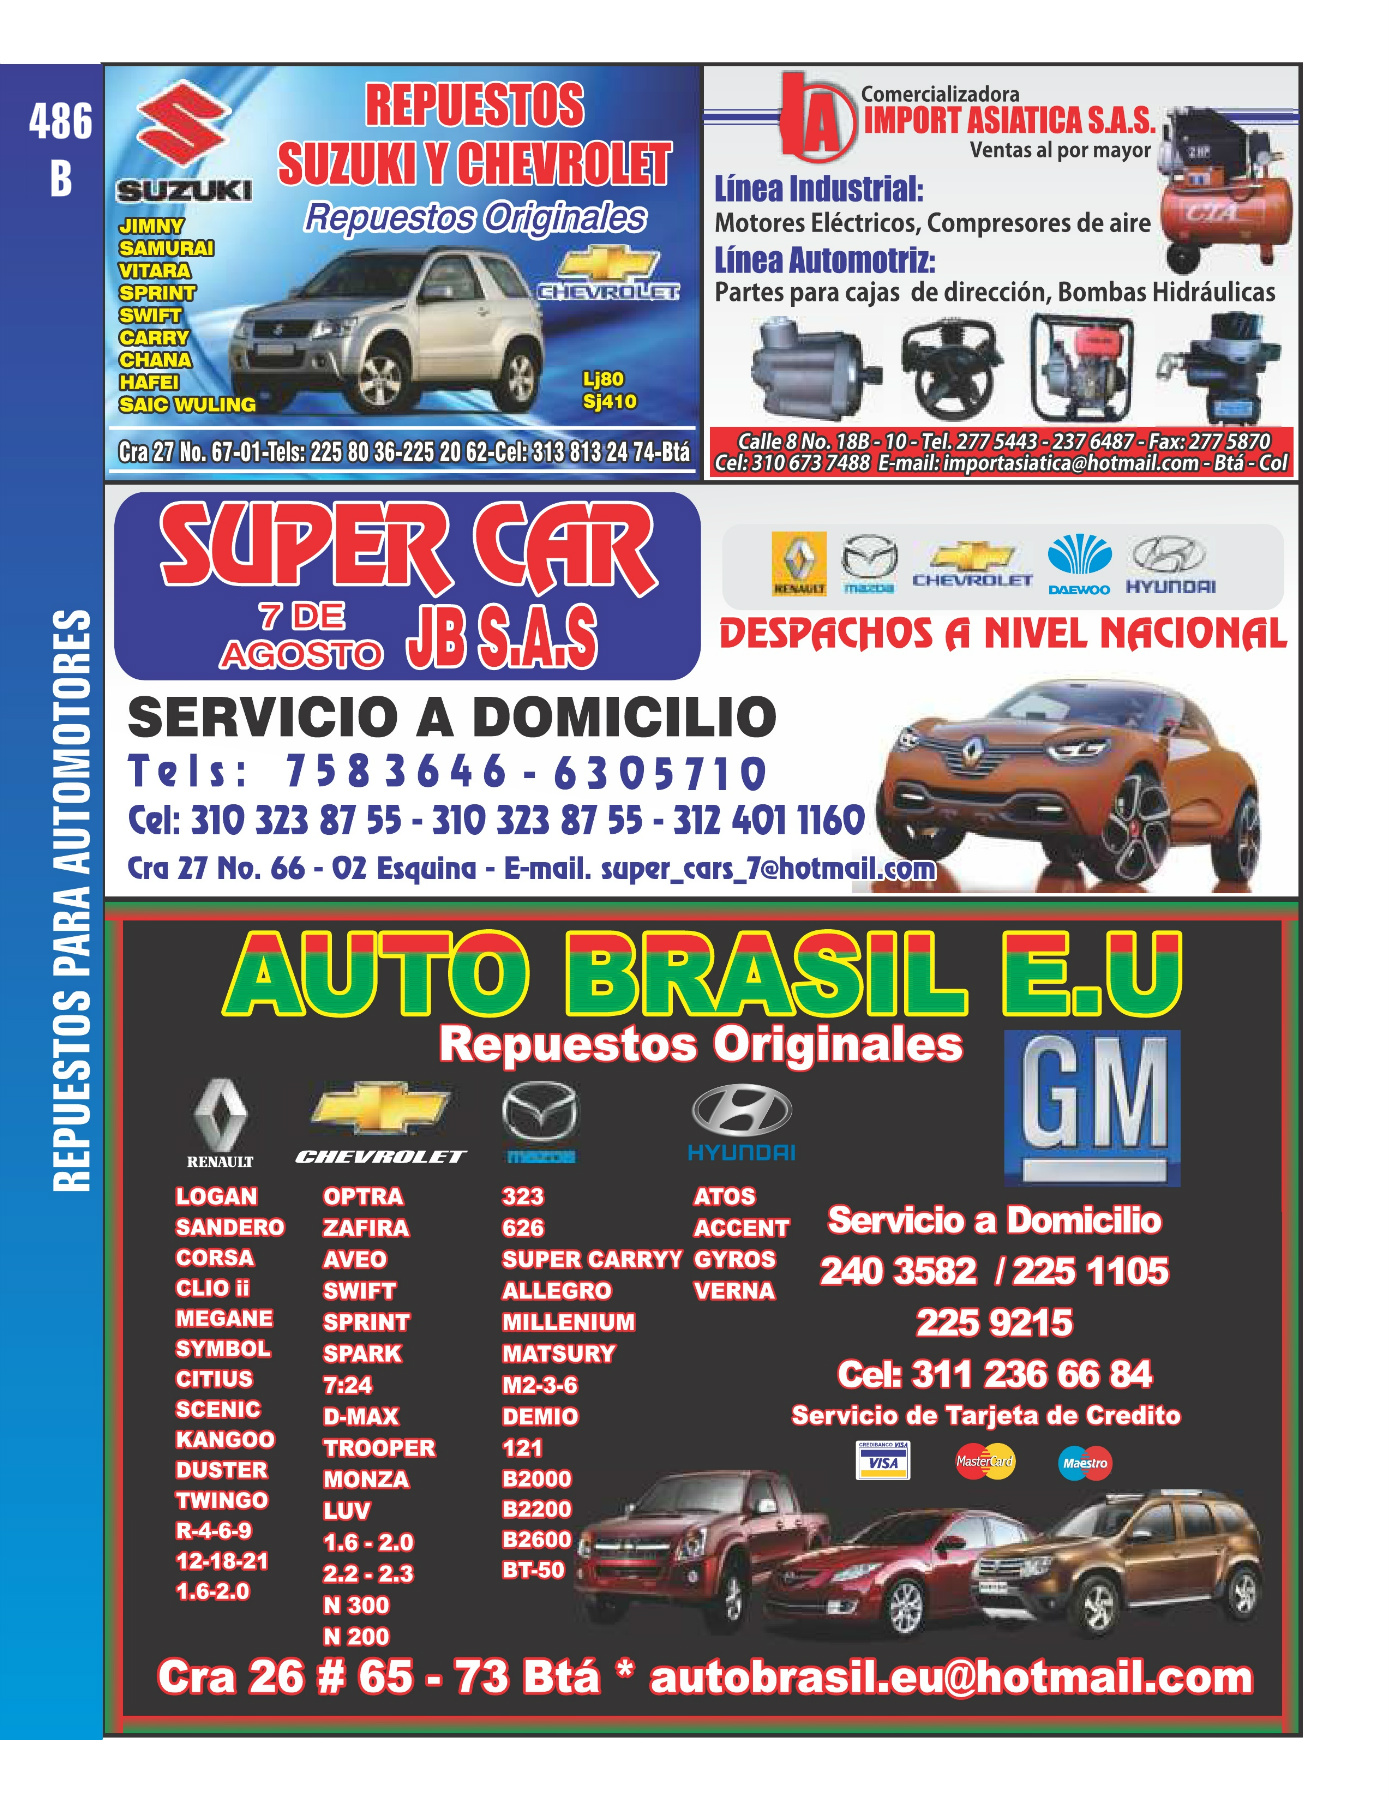 486
B
REPUESTOS PARA AUTOMOTORES
SUZUKI
REPUESTOS
SUZUKI Y CHEVROLET
Repuestos Originales
CHEVROLET
JIMNY
SAMURAI
VITARA
SPRINT
SWIFT
CARRY
CHANA
HAFEI
SAIC WULING
Lj80
Sj410
Cra 27 No. 67-01-Tels: 225 80 36-225 20 62-Cel: 313 813 24 74-Btá
IA
Comercializadora
IMPORT ASIATICA S.A.S.
Ventas al por mayor
2HP
CIA
Línea Industrial:
Motores Eléctricos, Compresores de aire
Línea Automotriz:
Partes para cajas de dirección, Bombas Hidráulicas
Calle 8 No. 18B - 10 - Tel. 277 5443 - 237 6487 - Fax: 277 5870
Cel: 310 673 7488 E-mail: importasiatica@hotmail.com - Btá - Col
SUPER CAR
7 DE
AGOSTO
JB S.A.S
RENAULT
mazda
CHEVROLET
DAEWOO
HYUNDAI
DESPACHOS A NIVEL NACIONAL
SERVICIO A DOMICILIO
Tels: 7583646 - 6305710
Cel: 310 323 87 55 - 310 323 87 55 - 312 401 1160
Cra 27 No. 66 - 02 Esquina - E-mail. super_cars_7@hotmail.com
AUTO BRASIL E.U
Repuestos Originales
GM
RENAULT
LOGAN
SANDERO
CORSA
CLIO ii
MEGANE
SYMBOL
CITIUS
SCENIC
KANGOO
DUSTER
TWINGO
R-4-6-9
12-18-21
1.6-2.0
CHEVROLET
OPTRA
ZAFIRA
AVEO
SWIFT
SPRINT
SPARK
7:24
D-MAX
TROOPER
MONZA
LUV
1.6 - 2.0
2.2 - 2.3
N 300
N 200
mazda
323
626
SUPER CARRYY
ALLEGRO
MILLENIUM
MATSURY
M2-3-6
DEMIO
121
B2000
B2200
B2600
BT-50
HYUNDAI
ATOS
ACCENT
GYROS
VERNA
Servicio a Domicilio
240 3582 / 225 1105
225 9215
Cel: 311 236 66 84
Servicio de Tarjeta de Credito
CREDIBANCO VISA
VISA
MasterCard
Maestro
Cra 26 # 65 - 73 Btá * autobrasil.eu@hotmail.com